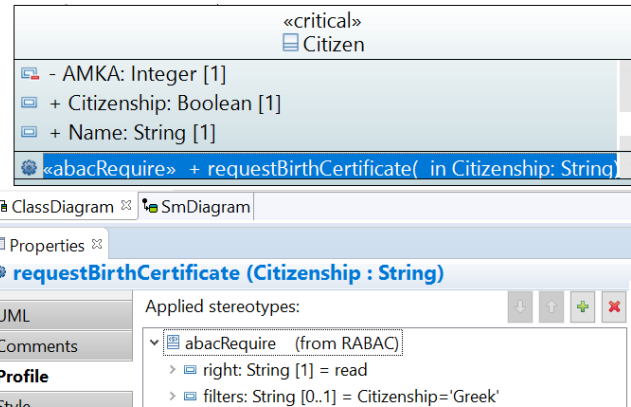 «critical»
Citizen
- AMKA: Integer [1]
+ Citizenship: Boolean [1]
+ Name: String [1]
«abacRequire» + requestBirthCertificate( in Citizenship: String)
ClassDiagram SmDiagram
Properties
requestBirthCertificate (Citizenship : String)
UML
Applied stereotypes:
Comments
abacRequire (from RABAC)
Profile
right: String [1] = read
Style
filters: String [0..1] = Citizenship='Greek'